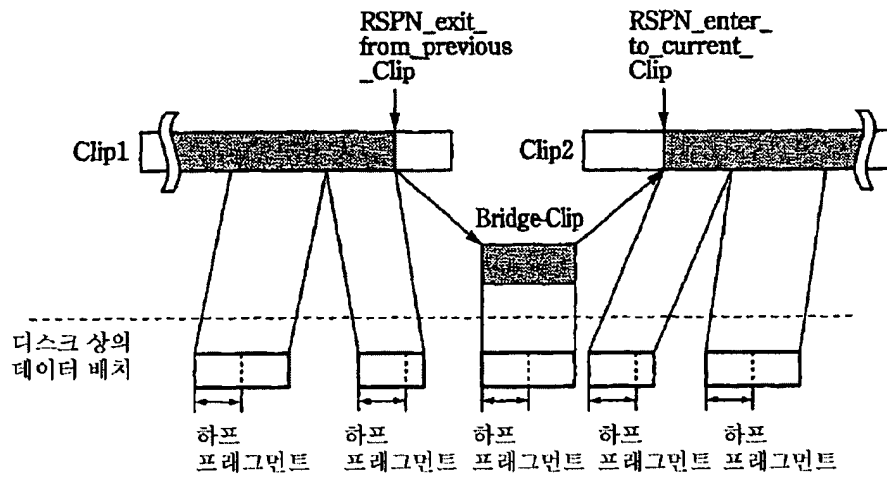 RSPN_exit_
from_previous
_Clip
RSPN_enter_
to_current_
Clip
Clip1
Clip2
Bridge-Clip
디스크 상의
데이터 배치
하프
프래그먼트
하프
프래그먼트
하프
프래그먼트
하프
프래그먼트
하프
프래그먼트